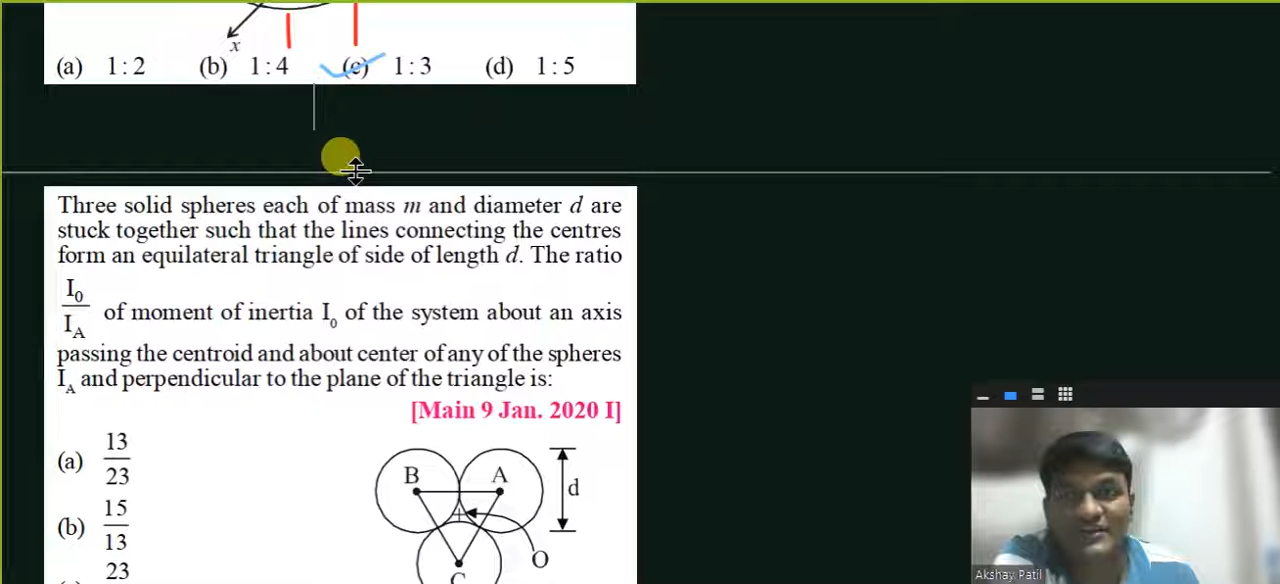 x
(a) 1 : 2 (b) 1 : 4 (c) 1 : 3 (d) 1 : 5
Three solid spheres each of mass m and diameter d are
stuck together such that the lines connecting the centres
form an equilateral triangle of side of length d. The ratio
I0/IA of moment of inertia I0 of the system about an axis
passing the centroid and about center of any of the spheres
IA and perpendicular to the plane of the triangle is:
[Main 9 Jan. 2020 I]
(a) 13/23
(b) 15/13
23
B A
d
O
C
Akshay Patil